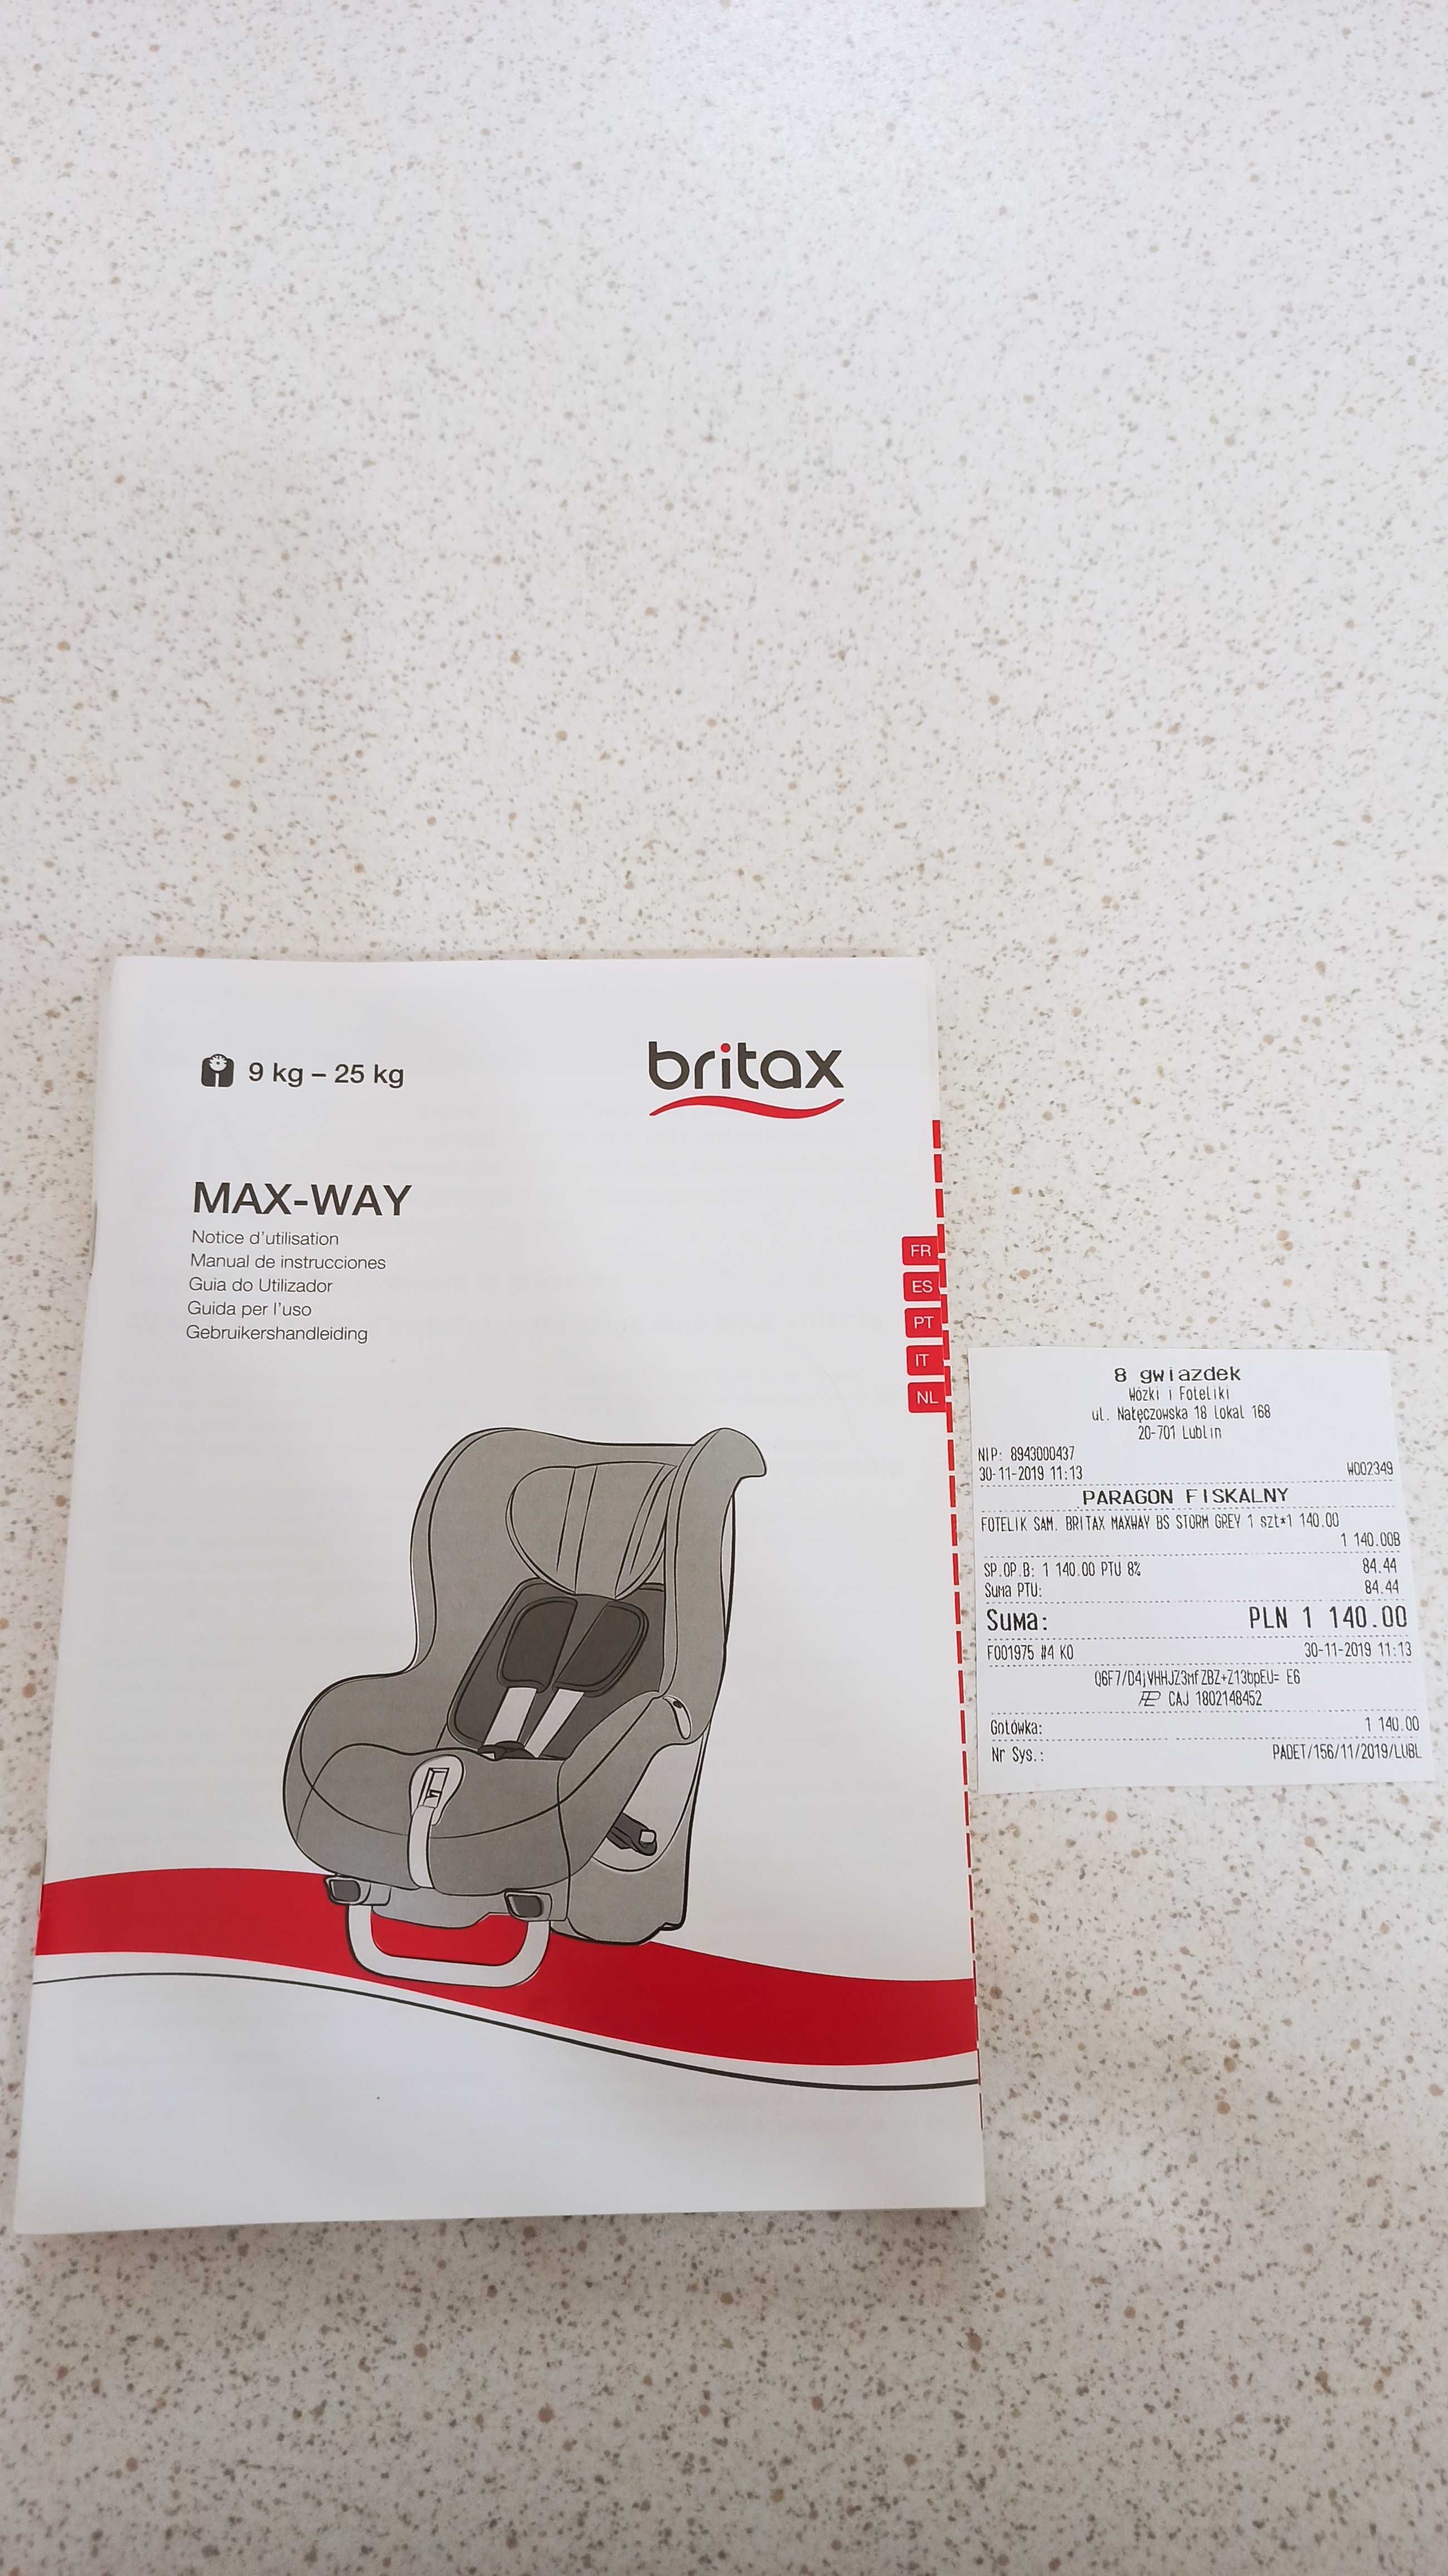 9 kg – 25 kg
britax
MAX-WAY
Notice d'utilisation
Manual de instrucciones
Guia do Utilizador
Guida per l'uso
Gebruikershandleiding
FR
ES
PT
IT
NL
8 gwiazdek
Wózki i Foteliki
ul. Nałęczowska 18 lokal 168
20-701 Lublin
NIP: 8943000437
30-11-2019 11:13 W002349
PARAGON FISKALNY
FOTELIK SAM. BRITAX MAXWAY BS STORM GREY 1 szt*1 140.00
1 140.00B
SP.OP.B: 1 140.00 PTU 8% 84.44
Suma PTU: 84.44
Suma: PLN 1 140.00
F001975 #4 KO 30-11-2019 11:13
Q6F7/D4jVHHJZ3mfZBZ+Z13bpEU= E6
CAJ 1802148452
Gotówka: 1 140.00
Nr Sys.: PADET/156/11/2019/LUBL